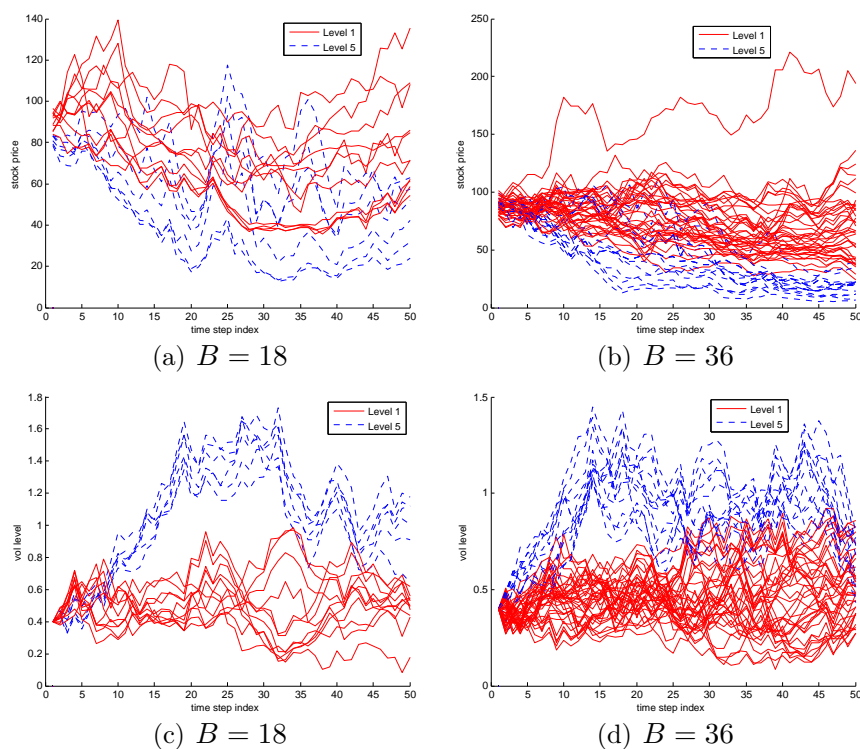 140
120
100
80
60
40
20
0
stock price
0 5 10 15 20 25 30 35 40 45 50
time step index
Level 1
Level 5
(a) B = 18
250
200
150
100
50
0
stock price
0 5 10 15 20 25 30 35 40 45 50
time step index
Level 1
Level 5
(b) B = 36
1.8
1.6
1.4
1.2
1
0.8
0.6
0.4
0.2
0
vol level
0 5 10 15 20 25 30 35 40 45 50
time step index
Level 1
Level 5
(c) B = 18
1.5
1
0.5
0
vol level
0 5 10 15 20 25 30 35 40 45 50
time step index
Level 1
Level 5
(d) B = 36